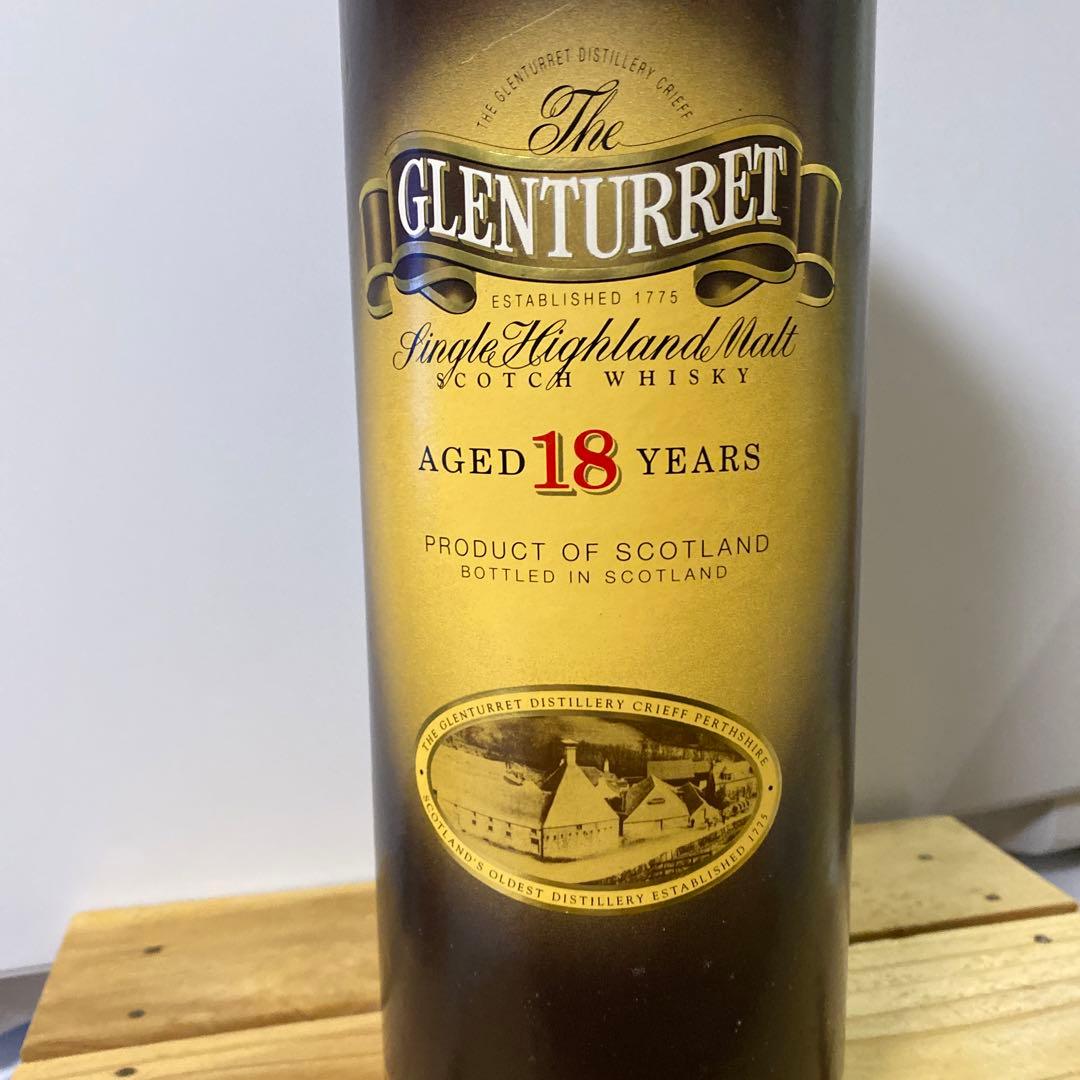 THE GLENTURRET DISTILLERY CRIEFF
The
GLENTURRET
ESTABLISHED 1775
Single Highland Malt
SCOTCH WHISKY
AGED 18 YEARS
PRODUCT OF SCOTLAND
BOTTLED IN SCOTLAND
THE GLENTURRET DISTILLERY CRIEFF PERTHSHIRE
SCOTLAND'S OLDEST DISTILLERY ESTABLISHED 1775